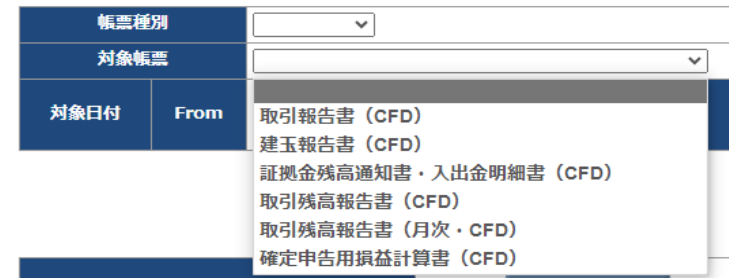 帳票種別
対象帳票
対象日付
From
取引報告書（CFD）
建玉報告書（CFD）
証拠金残高通知書・入出金明細書（CFD）
取引残高報告書（CFD）
取引残高報告書（月次・CFD）
確定申告用損益計算書（CFD）